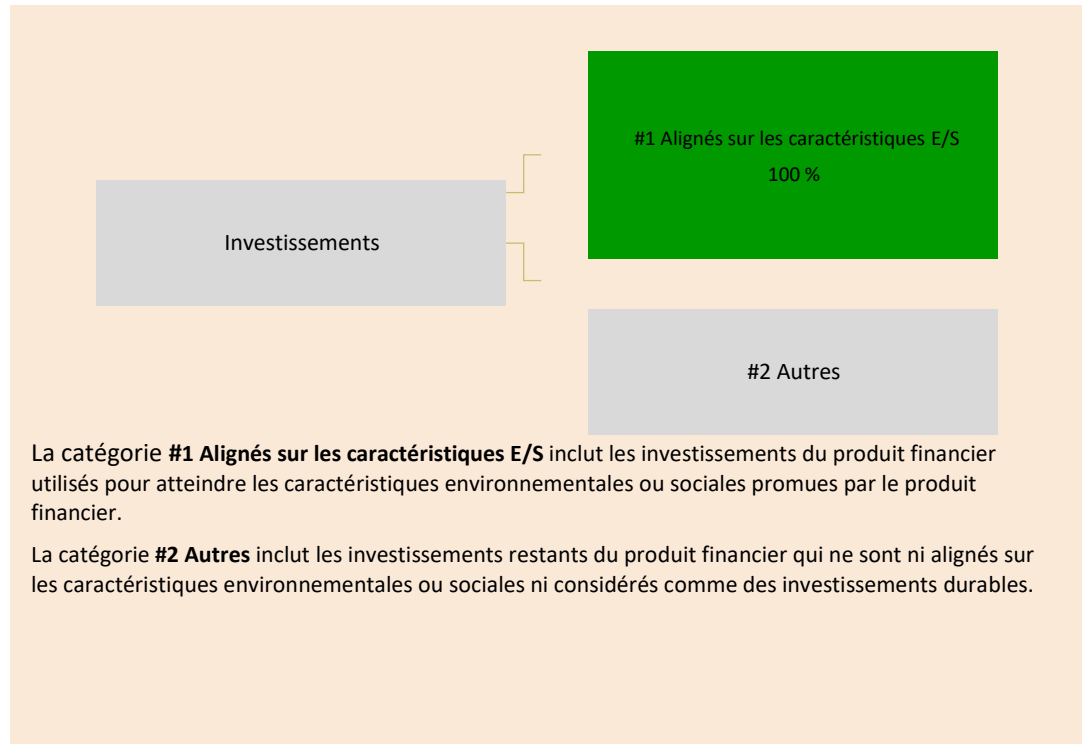 #1 Alignés sur les caractéristiques E/S
100 %
Investissements
#2 Autres
La catégorie #1 Alignés sur les caractéristiques E/S inclut les investissements du produit financier
utilisés pour atteindre les caractéristiques environnementales ou sociales promues par le produit
financier.
La catégorie #2 Autres inclut les investissements restants du produit financier qui ne sont ni alignés sur
les caractéristiques environnementales ou sociales ni considérés comme des investissements durables.